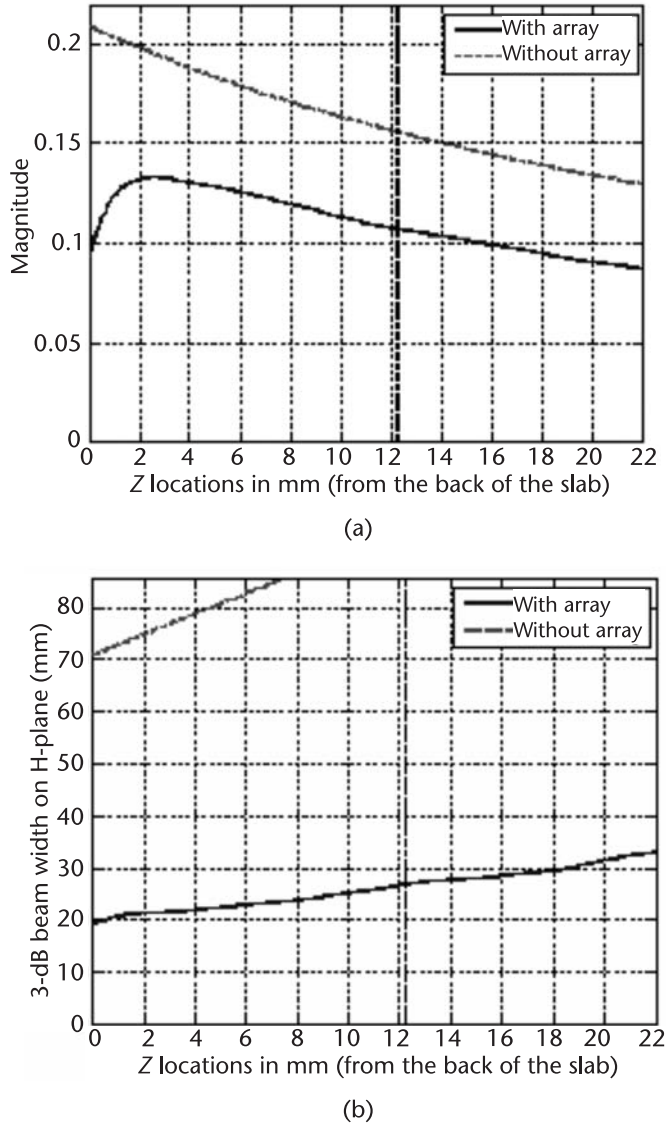 0.2
0.15
0.1
0.05
0
Magnitude
With array
Without array
0 2 4 6 8 10 12 14 16 18 20 22
Z locations in mm (from the back of the slab)
(a)
80
70
60
50
40
30
20
10
0
3-dB beam width on H-plane (mm)
With array
Without array
0 2 4 6 8 10 12 14 16 18 20 22
Z locations in mm (from the back of the slab)
(b)